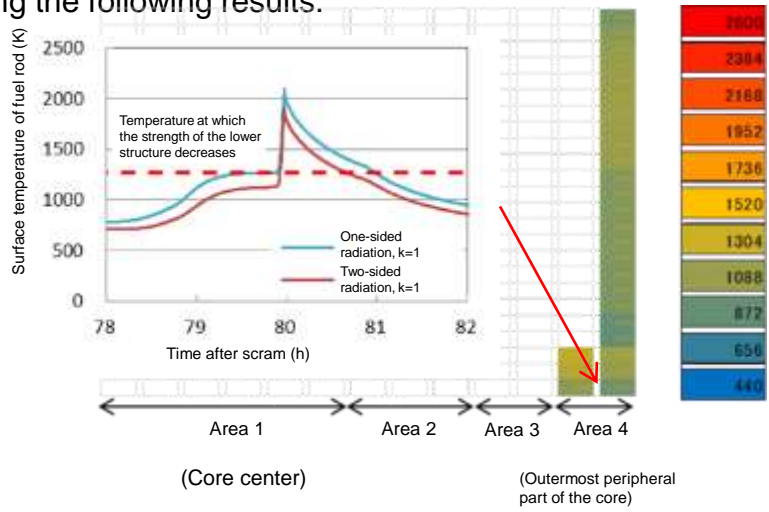 ng the following results.
Surface temperature of fuel rod (K)
2500
2000
1500
1000
500
0
Temperature at which
the strength of the lower
structure decreases
One-sided
radiation, k=1
Two-sided
radiation, k=1
78
79
80
81
82
Time after scram (h)
Area 1
Area 2
Area 3
Area 4
(Core center)
(Outermost peripheral
part of the core)
2600
2384
2168
1952
1736
1520
1304
1088
872
656
440